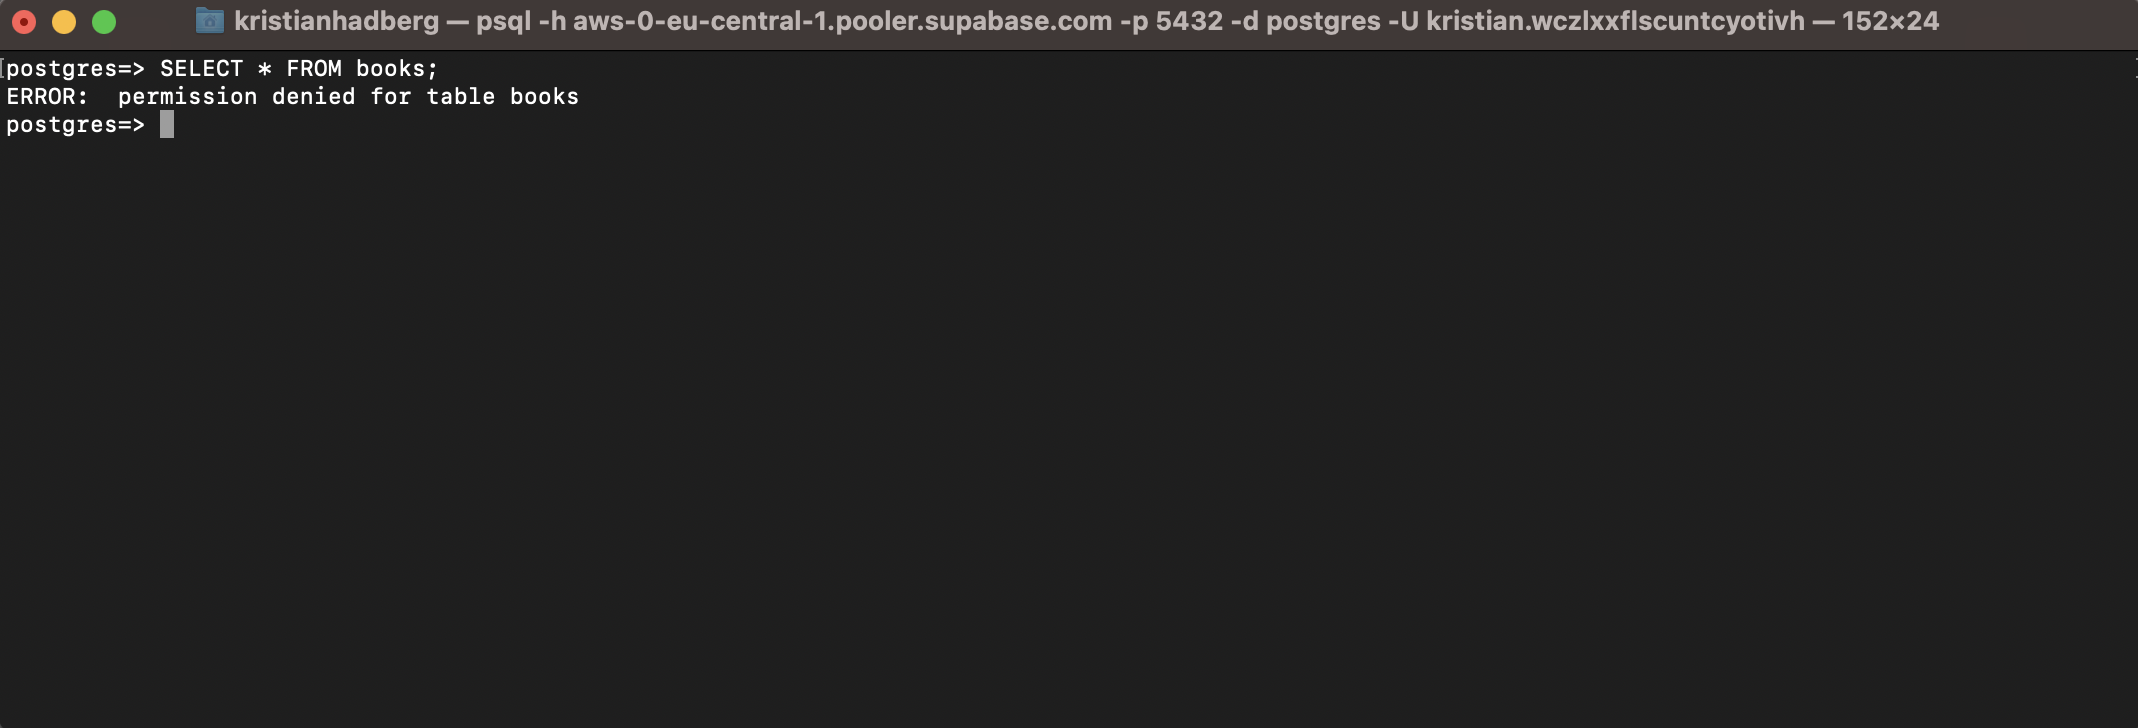 kristianhadberg — psql -h aws-0-eu-central-1.pooler.supabase.com -p 5432 -d postgres -U kristian.wczlxxflscuntcyotivh — 152×24
postgres=> SELECT * FROM books;
ERROR:  permission denied for table books
postgres=>